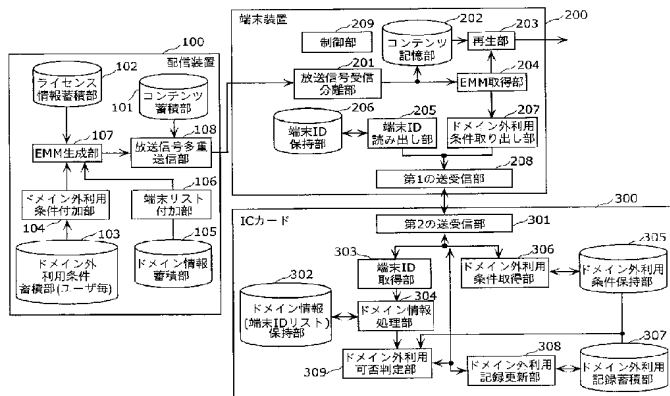 100
配信装置
102
ライセンス
情報蓄積部
101
コンテンツ
蓄積部
107
EMM生成部
108
放送信号多重
送信部
106
ドメイン外利用
条件付加部
104
端末リスト
付加部
103
105
ドメイン外
利用条件
蓄積部(ユーザ毎)
ドメイン情報
蓄積部
端末装置
200
209
制御部
202
コンテンツ
記憶部
203
再生部
201
放送信号受信
分離部
204
EMM取得部
206
端末ID
保持部
205
端末ID
読み出し部
207
ドメイン外利用
条件取り出し部
208
第1の送受信部
300
ICカード
第2の送受信部
301
303
端末ID
取得部
306
ドメイン外利用
条件取得部
305
ドメイン外利用
条件保持部
302
ドメイン情報
(端末IDリスト)
保持部
304
ドメイン情報
処理部
309
ドメイン外利用
可否判定部
308
ドメイン外利用
記録更新部
307
ドメイン外利用
記録蓄積部